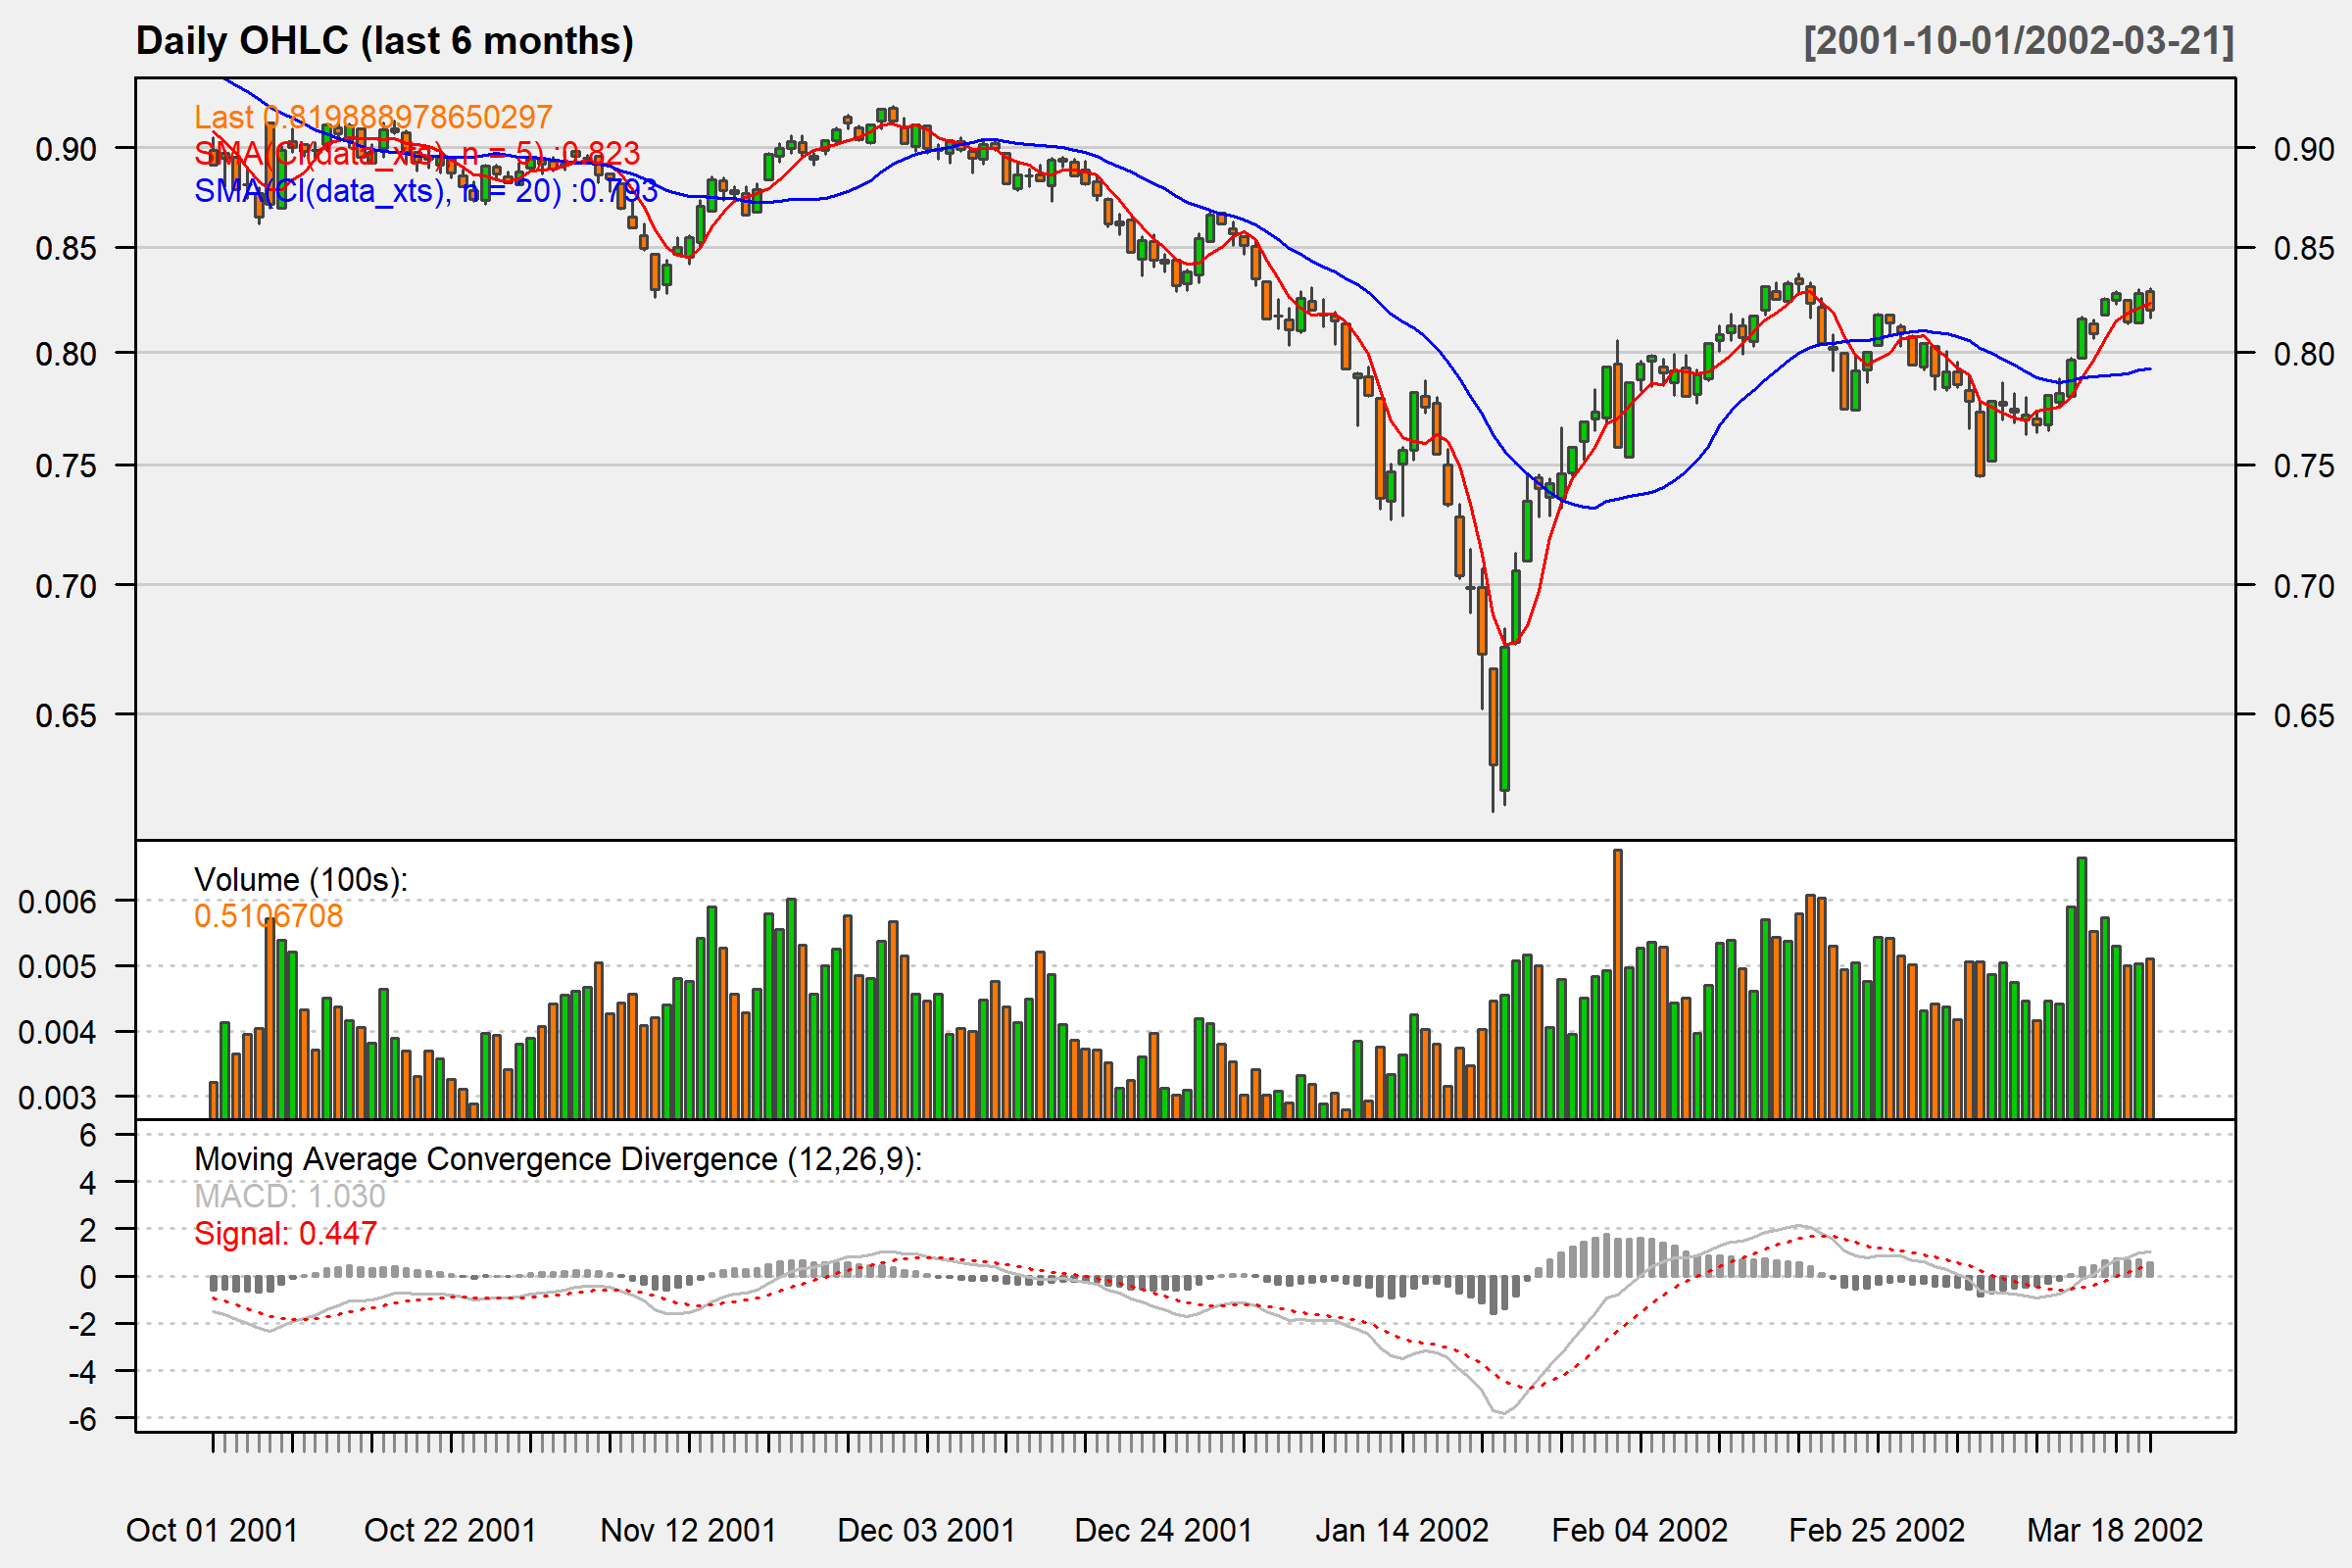 Daily OHLC (last 6 months) [2001-10-01/2002-03-21]
Last 0.819888978650297
SMA(Cl(data_xts), n = 5) :0.823
SMA(Cl(data_xts), n = 20) :0.793
0.90 0.90
0.85 0.85
0.80 0.80
0.75 0.75
0.70 0.70
0.65 0.65
Volume (100s):
0.5106708
0.006
0.005
0.004
0.003
Moving Average Convergence Divergence (12,26,9):
MACD: 1.030
Signal: 0.447
6
4
2
0
-2
-4
-6
Oct 01 2001 Oct 22 2001 Nov 12 2001 Dec 03 2001 Dec 24 2001 Jan 14 2002 Feb 04 2002 Feb 25 2002 Mar 18 2002